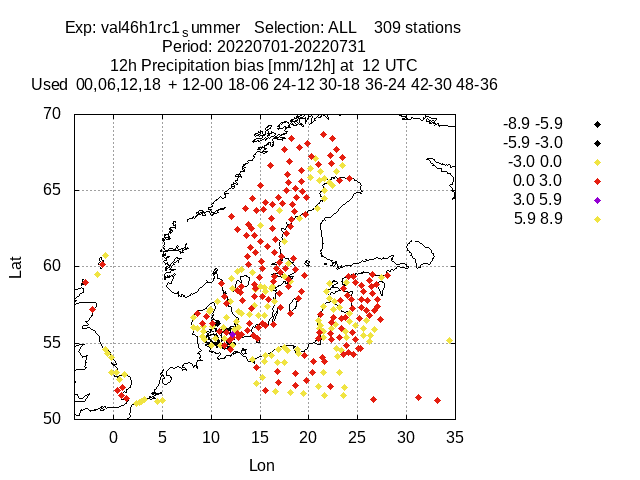 Exp: val46h1rc1summer Selection: ALL 309 stations
Period: 20220701-20220731
12h Precipitation bias [mm/12h] at 12 UTC
Used 00,06,12,18 + 12-00 18-06 24-12 30-18 36-24 42-30 48-36
70
65
60
55
50
Lat
0 5 10 15 20 25 30 35
Lon
-8.9 -5.9
-5.9 -3.0
-3.0 0.0
0.0 3.0
3.0 5.9
5.9 8.9